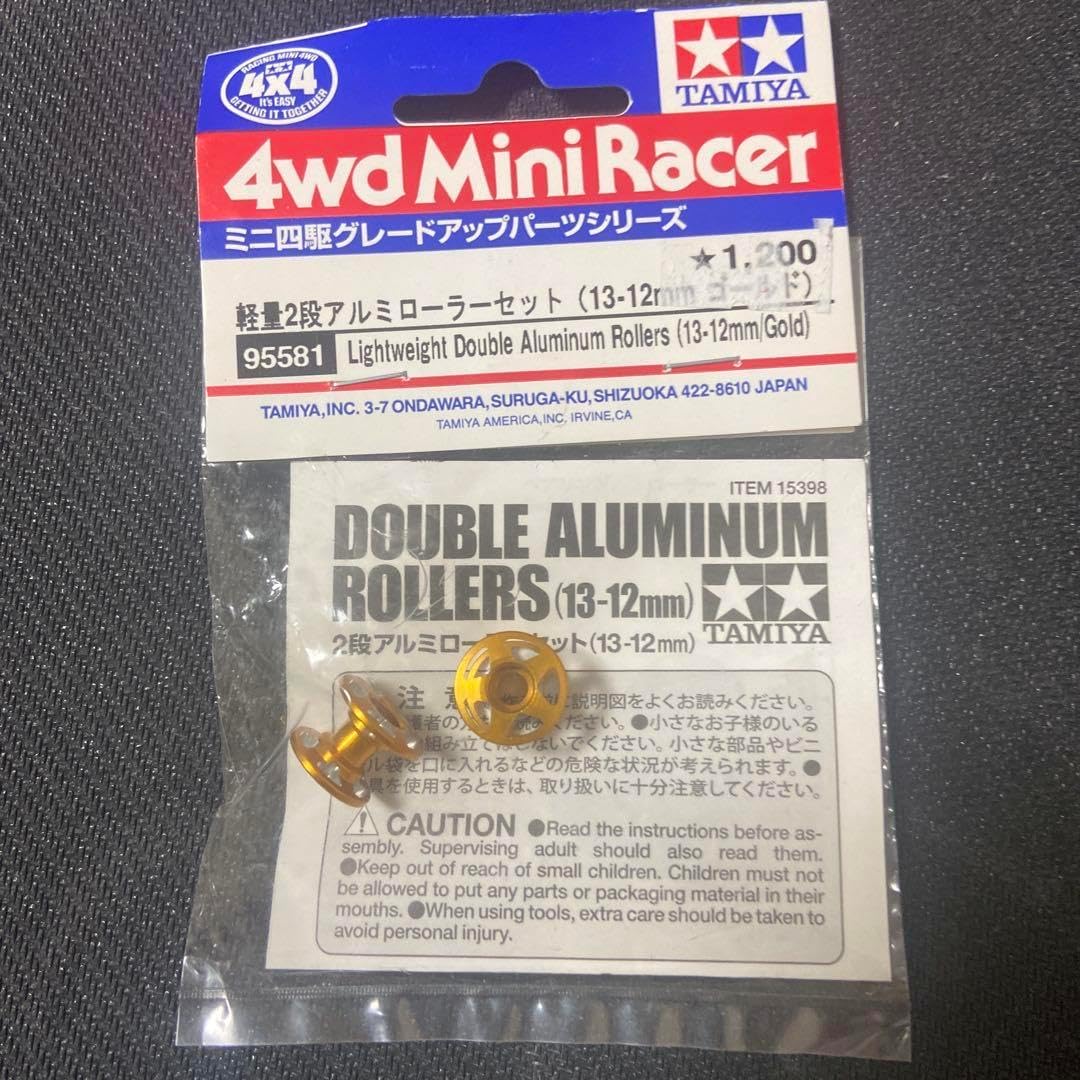 RACING MINI 4WD
4x4
It's EASY
GETTING IT TOGETHER
TAMIYA
4wd Mini Racer
ミニ四駆グレードアップパーツシリーズ
★1,200
軽量2段アルミローラーセット (13-12mm ゴールド)
95581 Lightweight Double Aluminum Rollers (13-12mm/Gold)
TAMIYA, INC. 3-7 ONDAWARA, SURUGA-KU, SHIZUOKA 422-8610 JAPAN
TAMIYA AMERICA, INC. IRVINE, CA
ITEM 15398
DOUBLE ALUMINUM
ROLLERS (13-12mm)
TAMIYA
2段アルミローラーセット(13-12mm)
注意 説明図をよくお読みください。
ください。●小さなお子様のいる
組み立てはしないでください。小さな部品やビニ
ル袋を口に入れるなどの危険な状況が考えられます。●
具を使用するときは、取り扱いに十分注意してください。
CAUTION ●Read the instructions before as-
sembly. Supervising adult should also read them.
●Keep out of reach of small children. Children must not
be allowed to put any parts or packaging material in their
mouths. ●When using tools, extra care should be taken to
avoid personal injury.